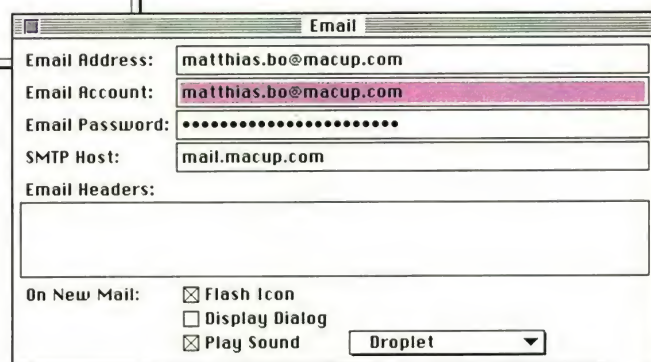 Email
Email Address: matthias.bo@macup.com
Email Account: matthias.bo@macup.com
Email Password: •••••••••••••••••••••••
SMTP Host: mail.macup.com
Email Headers:
On New Mail: Flash Icon
Display Dialog
Play Sound Droplet